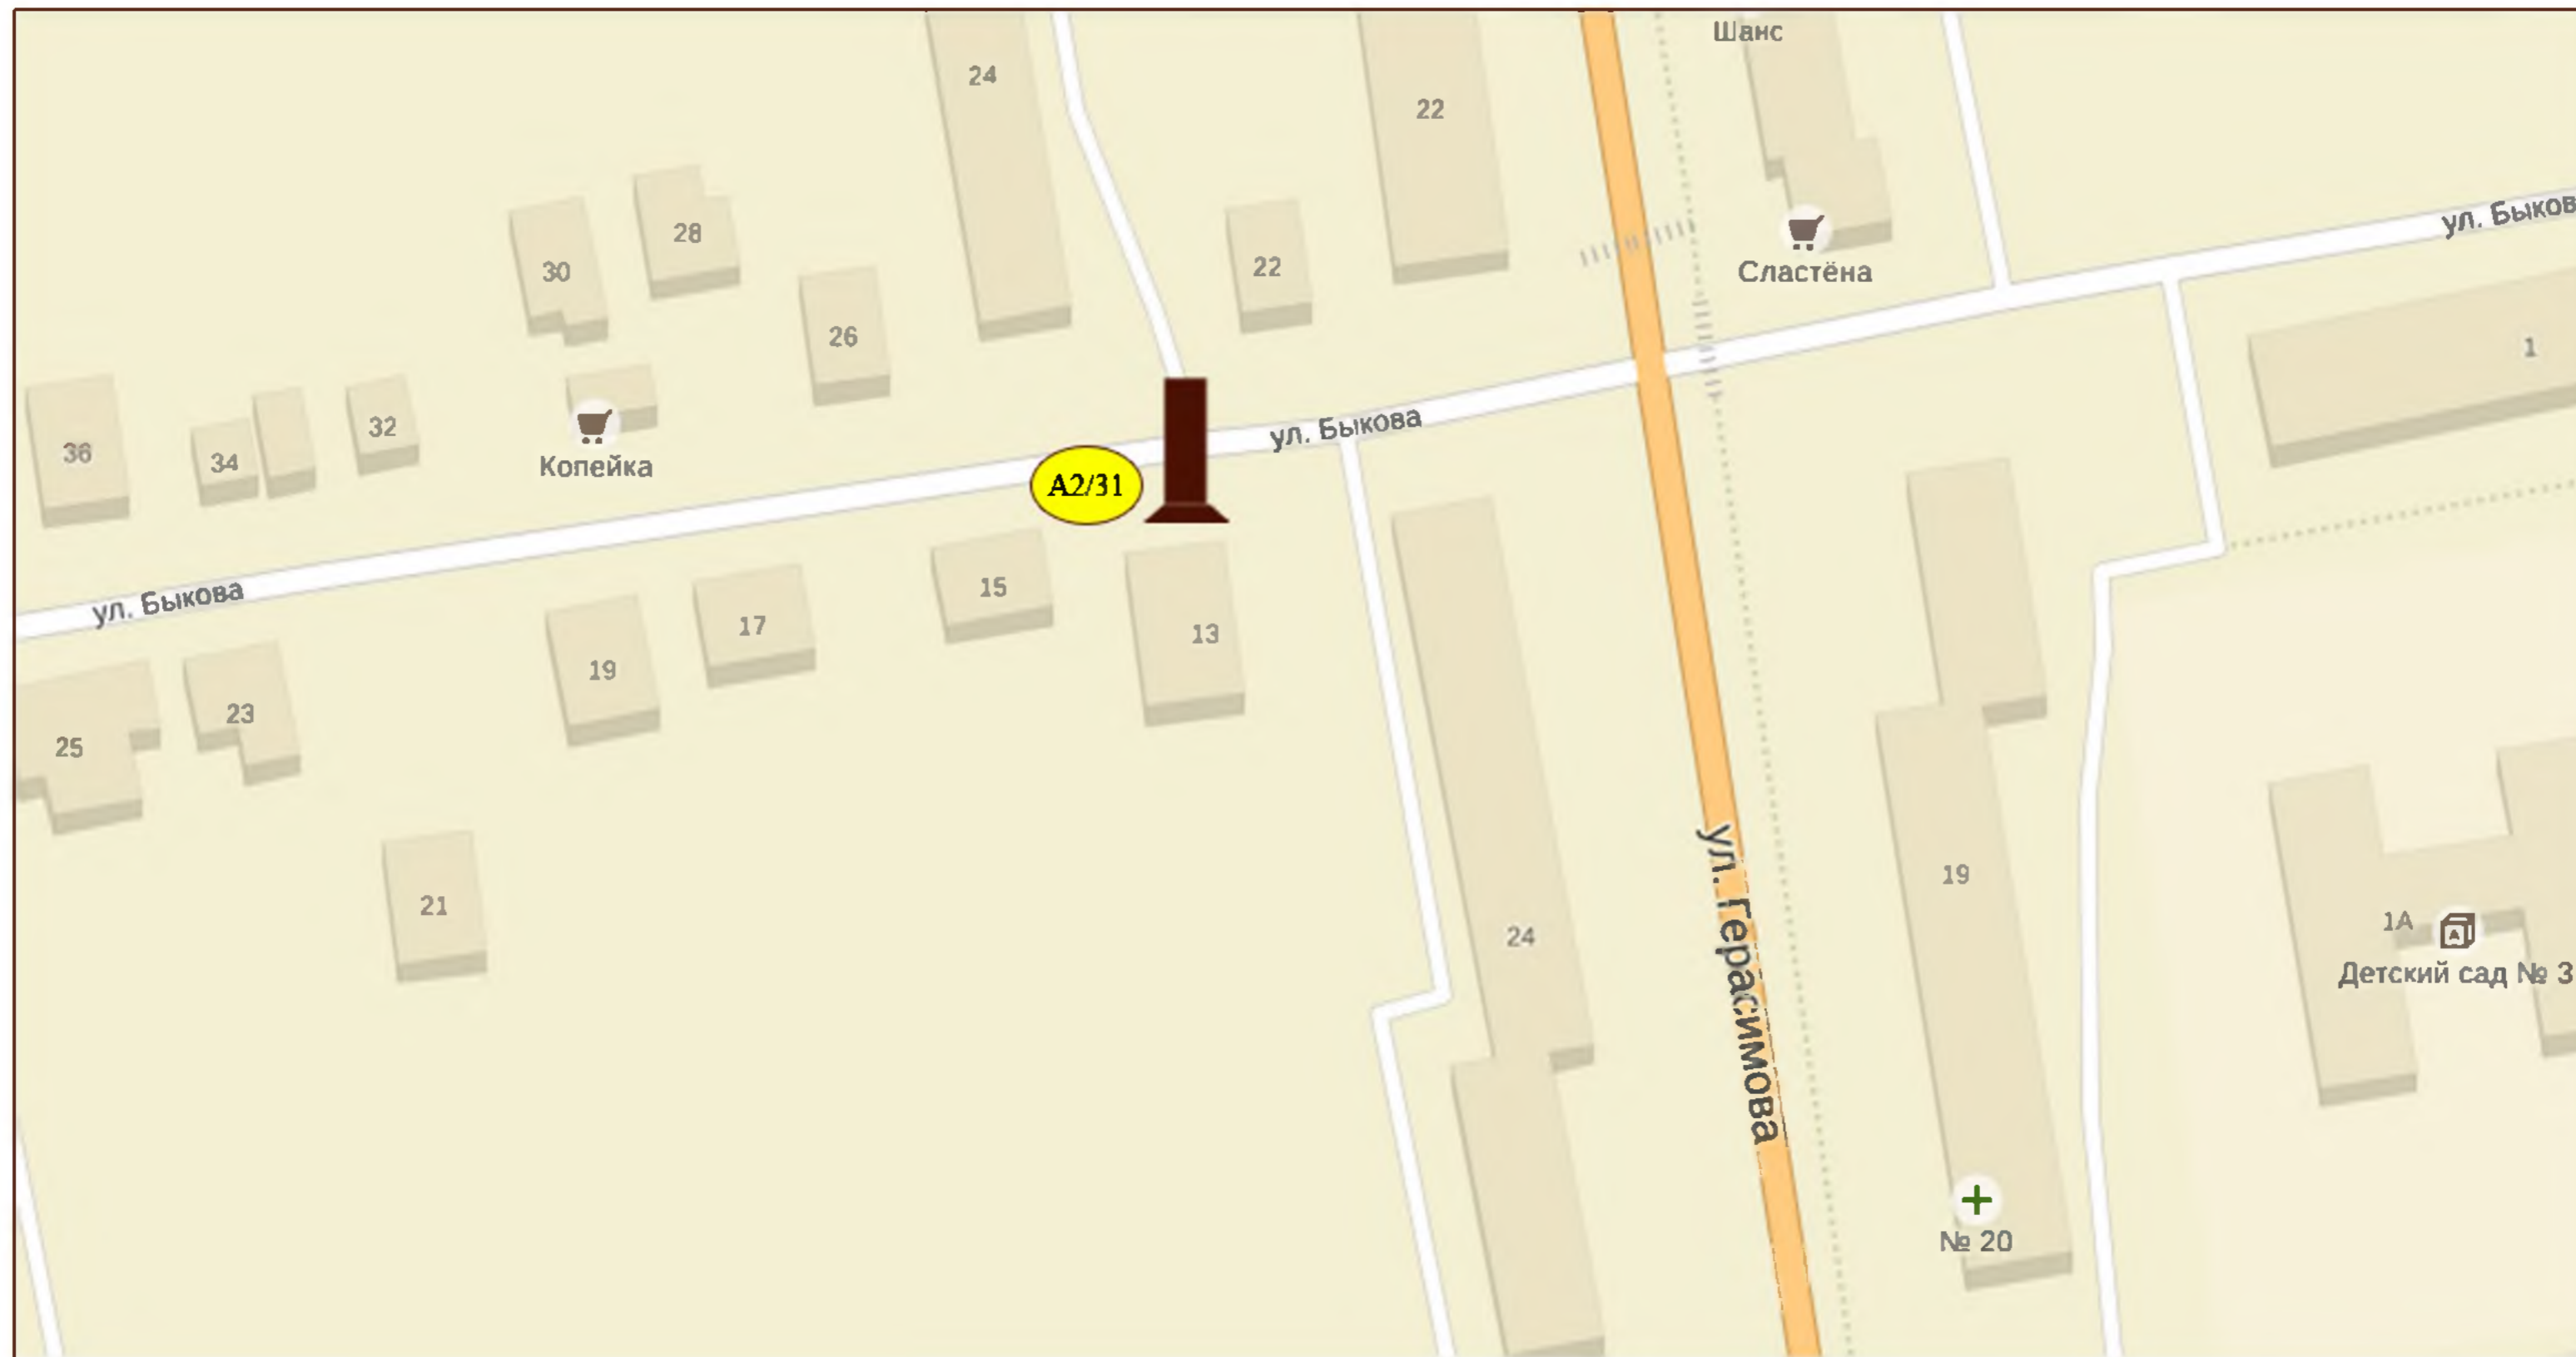 Шанс
24
22
ул. Быков
28
22
30
Сластёна
26
1
ул. Быкова
32
36
34
Копейка
А2/31
15
ул. Быкова
17
13
19
23
25
19
21
24
1А
ул. Герасимова
Детский сад № 3
№ 20